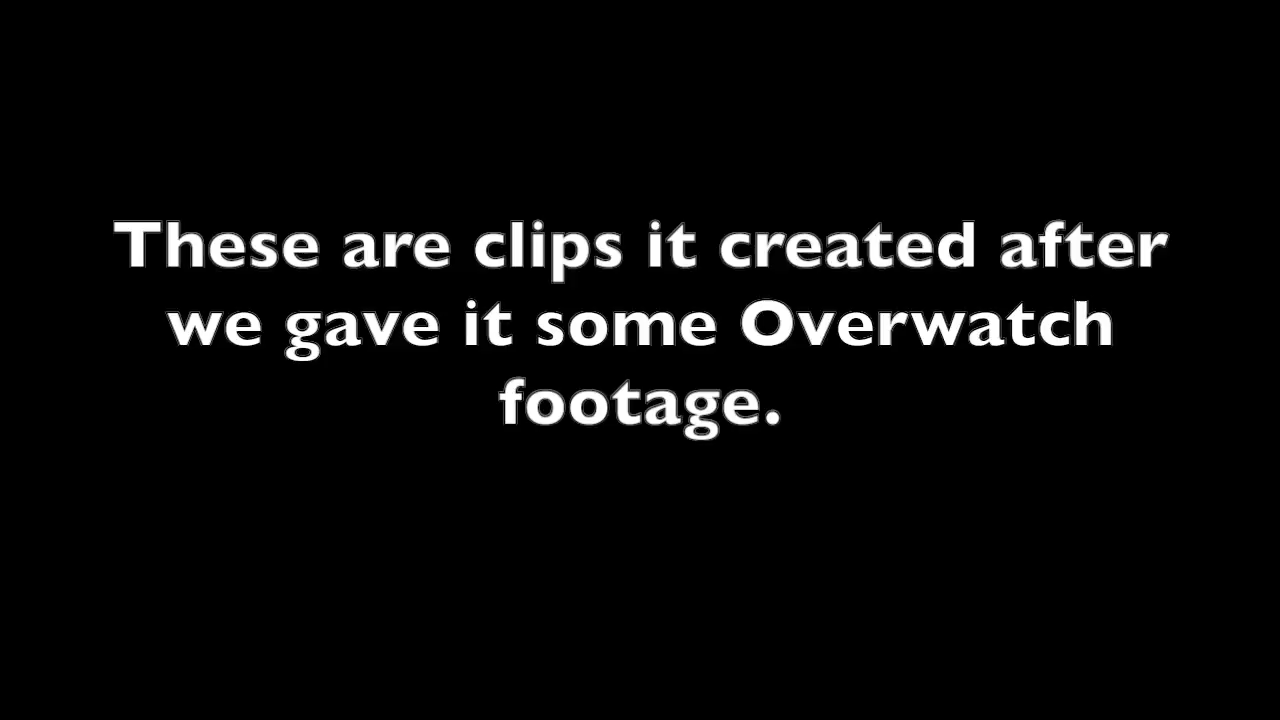 These are clips it created after
we gave it some Overwatch
footage.